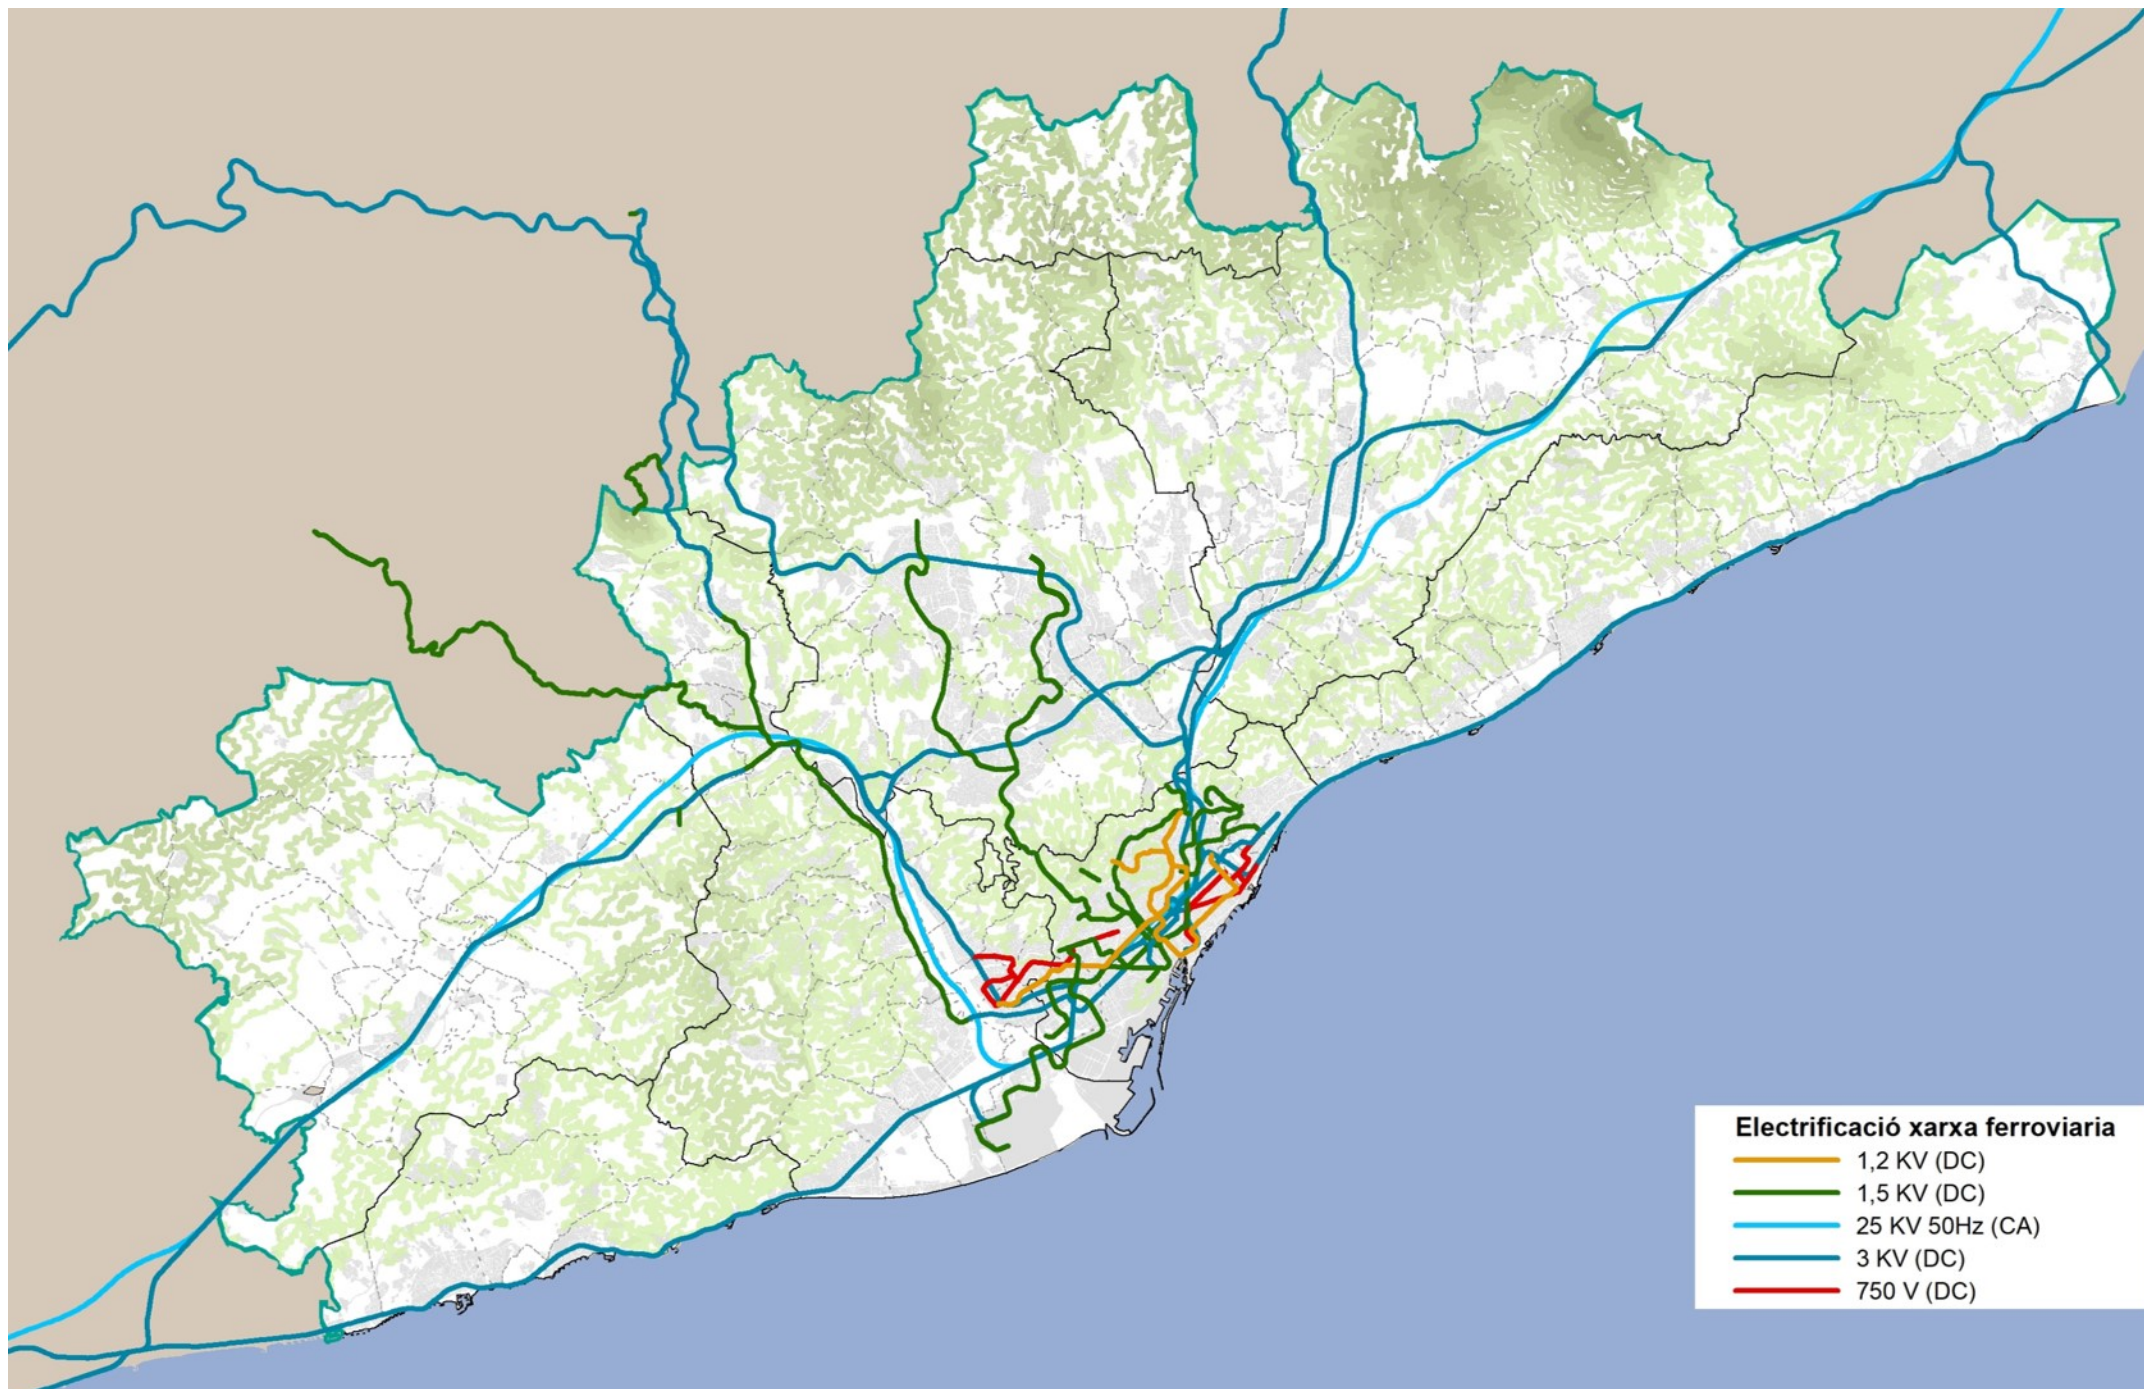 Electrificació xarxa ferroviaria
1,2 KV (DC)
1,5 KV (DC)
25 KV 50Hz (CA)
3 KV (DC)
750 V (DC)